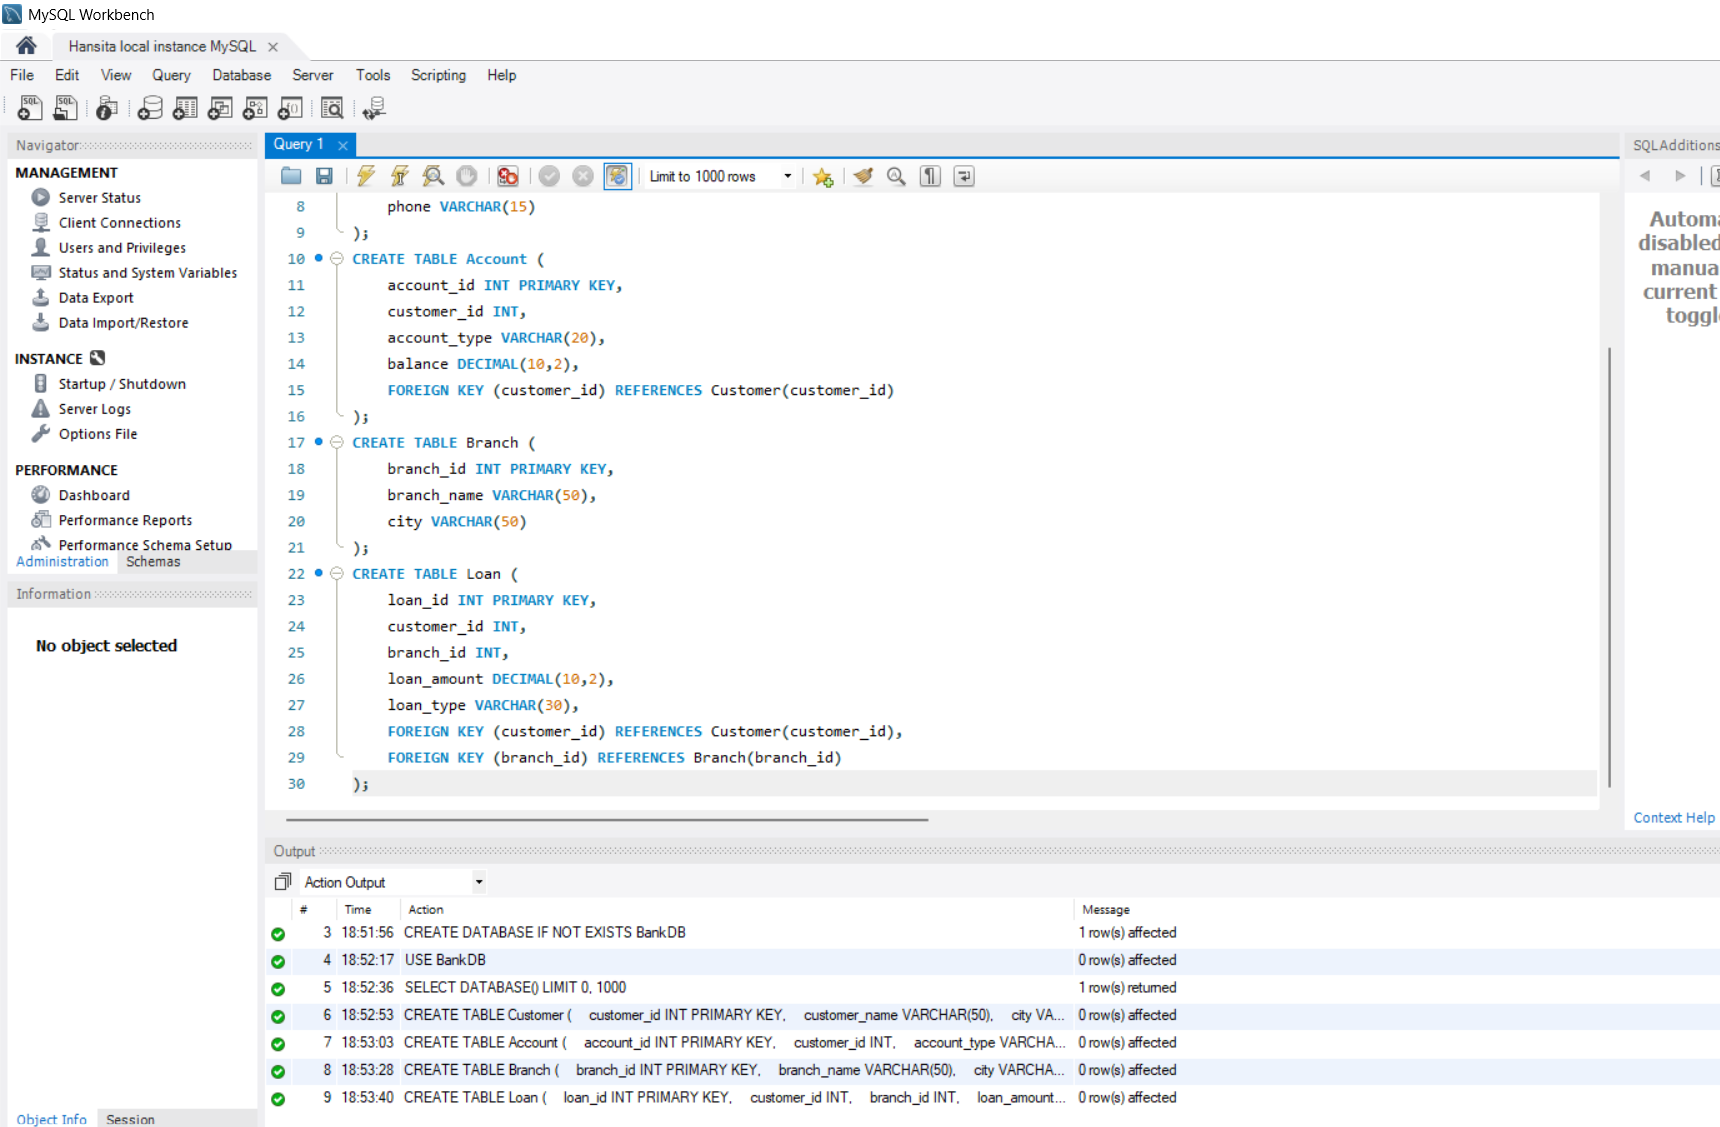 MySQL Workbench
Hansita local instance MySQL
File Edit View Query Database Server Tools Scripting Help
Navigator
MANAGEMENT
Server Status
Client Connections
Users and Privileges
Status and System Variables
Data Export
Data Import/Restore
INSTANCE
Startup / Shutdown
Server Logs
Options File
PERFORMANCE
Dashboard
Performance Reports
Performance Schema Setup
Administration Schemas
Information
No object selected
Object Info Session
Query 1
Limit to 1000 rows
8 phone VARCHAR(15)
9 );
10 CREATE TABLE Account (
11 account_id INT PRIMARY KEY,
12 customer_id INT,
13 account_type VARCHAR(20),
14 balance DECIMAL(10,2),
15 FOREIGN KEY (customer_id) REFERENCES Customer(customer_id)
16 );
17 CREATE TABLE Branch (
18 branch_id INT PRIMARY KEY,
19 branch_name VARCHAR(50),
20 city VARCHAR(50)
21 );
22 CREATE TABLE Loan (
23 loan_id INT PRIMARY KEY,
24 customer_id INT,
25 branch_id INT,
26 loan_amount DECIMAL(10,2),
27 loan_type VARCHAR(30),
28 FOREIGN KEY (customer_id) REFERENCES Customer(customer_id),
29 FOREIGN KEY (branch_id) REFERENCES Branch(branch_id)
30 );
SQLAdditions
Automa
disabled
manua
current
toggl
Context Help
Output
Action Output
# Time Action Message
3 18:51:56 CREATE DATABASE IF NOT EXISTS BankDB 1 row(s) affected
4 18:52:17 USE BankDB 0 row(s) affected
5 18:52:36 SELECT DATABASE() LIMIT 0, 1000 1 row(s) returned
6 18:52:53 CREATE TABLE Customer ( customer_id INT PRIMARY KEY, customer_name VARCHAR(50), city VA... 0 row(s) affected
7 18:53:03 CREATE TABLE Account ( account_id INT PRIMARY KEY, customer_id INT, account_type VARCHA... 0 row(s) affected
8 18:53:28 CREATE TABLE Branch ( branch_id INT PRIMARY KEY, branch_name VARCHAR(50), city VARCHA... 0 row(s) affected
9 18:53:40 CREATE TABLE Loan ( loan_id INT PRIMARY KEY, customer_id INT, branch_id INT, loan_amount... 0 row(s) affected